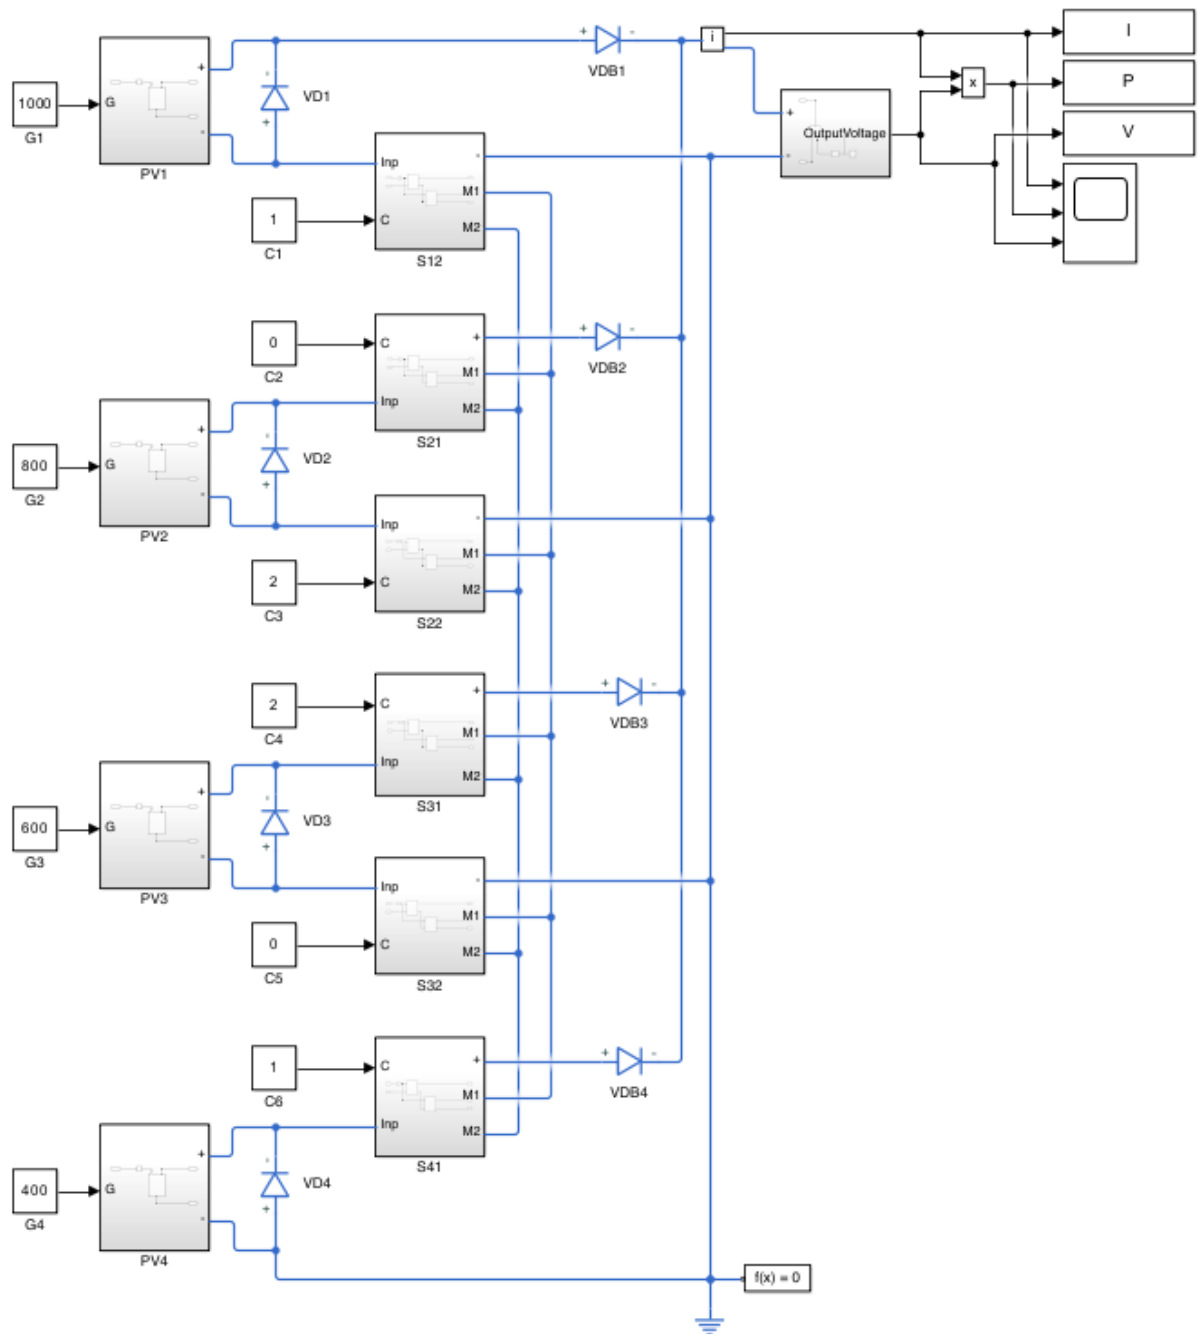 1000
G1
G
+
-
PV1
-
+
VD1
+
-
VDB1
i
I
P
V
x
+
-
OutputVoltage
Inp
C
-
M1
M2
S12
1
C1
0
C2
C
Inp
+
M1
M2
S21
+
-
VDB2
800
G2
G
+
-
PV2
-
+
VD2
Inp
C
-
M1
M2
S22
2
C3
2
C4
C
Inp
+
M1
M2
S31
+
-
VDB3
600
G3
G
+
-
PV3
-
+
VD3
Inp
C
-
M1
M2
S32
0
C5
1
C6
C
Inp
+
M1
M2
S41
+
-
VDB4
400
G4
G
+
-
PV4
-
+
VD4
f(x) = 0